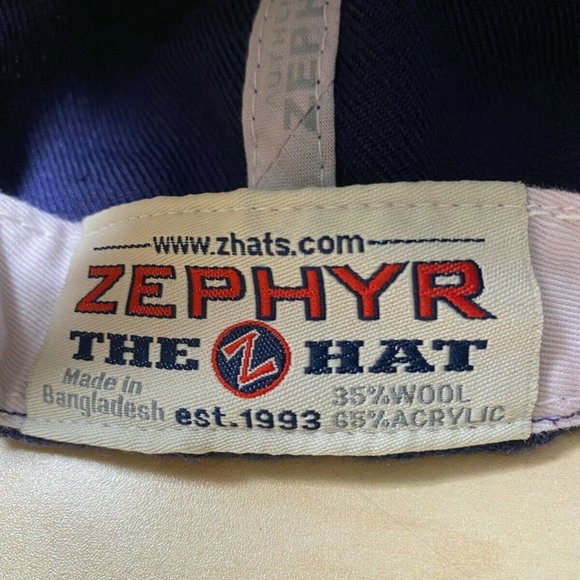 ZEPHYR
www.zhats.com
ZEPHYR
THE Z HAT
Made in
Bangladesh
est.1993
35%WOOL
65%ACRYLIC